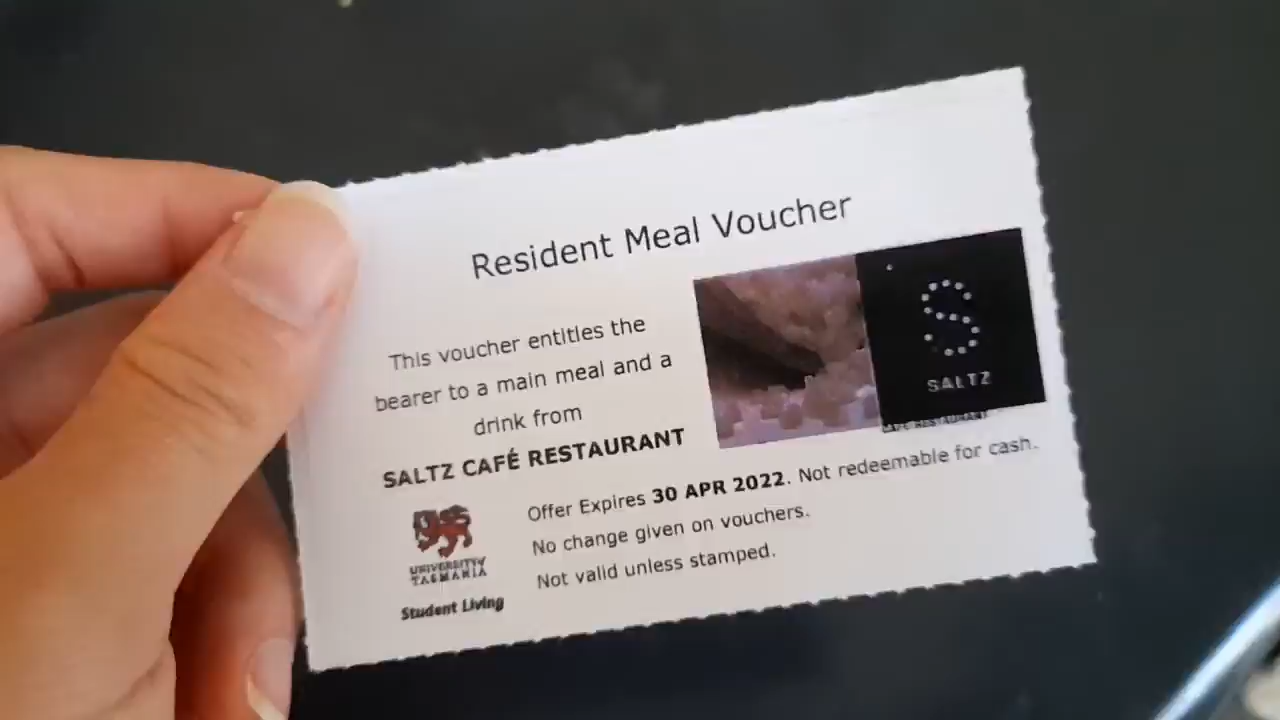 Resident Meal Voucher
This voucher entitles the
bearer to a main meal and a
drink from
SALTZ CAFÉ RESTAURANT
S
SALTZ
CAFE RESTAURANT
Offer Expires 30 APR 2022. Not redeemable for cash.
No change given on vouchers.
Not valid unless stamped.
UNIVERSITY
TASMANIA
Student Living